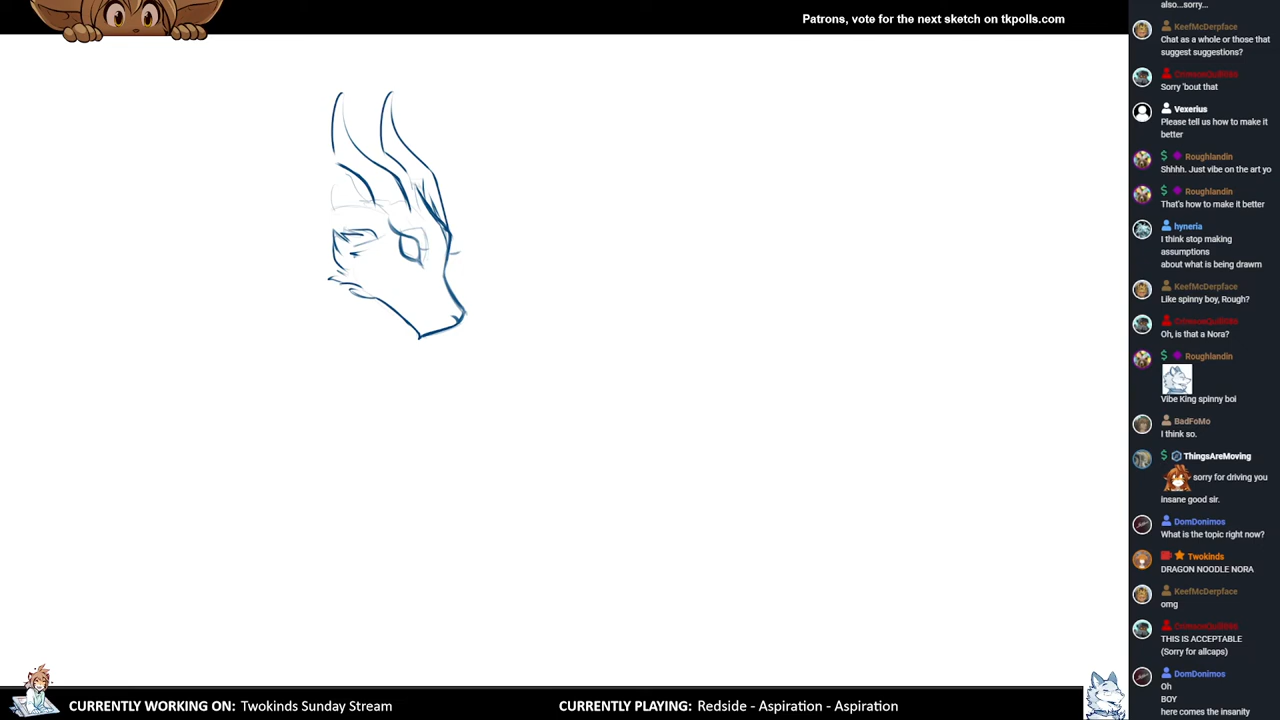 Patrons, vote for the next sketch on tkpolls.com
also...sorry...
KeefMcDerpface
Chat as a whole or those that
suggest suggestions?
Sorry 'bout that
Vexerius
Please tell us how to make it
better
Roughlandin
Shhhh. Just vibe on the art yo
Roughlandin
That's how to make it better
hyneria
I think stop making
assumptions
about what is being drawm
KeefMcDerpface
Like spinny boy, Rough?
Oh, is that a Nora?
Roughlandin
Vibe King spinny boi
BadFoMo
I think so.
ThingsAreMoving
sorry for driving you
insane good sir.
DomDonimos
What is the topic right now?
Twokinds
DRAGON NOODLE NORA
KeefMcDerpface
omg
THIS IS ACCEPTABLE
(Sorry for allcaps)
DomDonimos
Oh
BOY
here comes the insanity
CURRENTLY WORKING ON: Twokinds Sunday Stream
CURRENTLY PLAYING: Redside - Aspiration - Aspiration